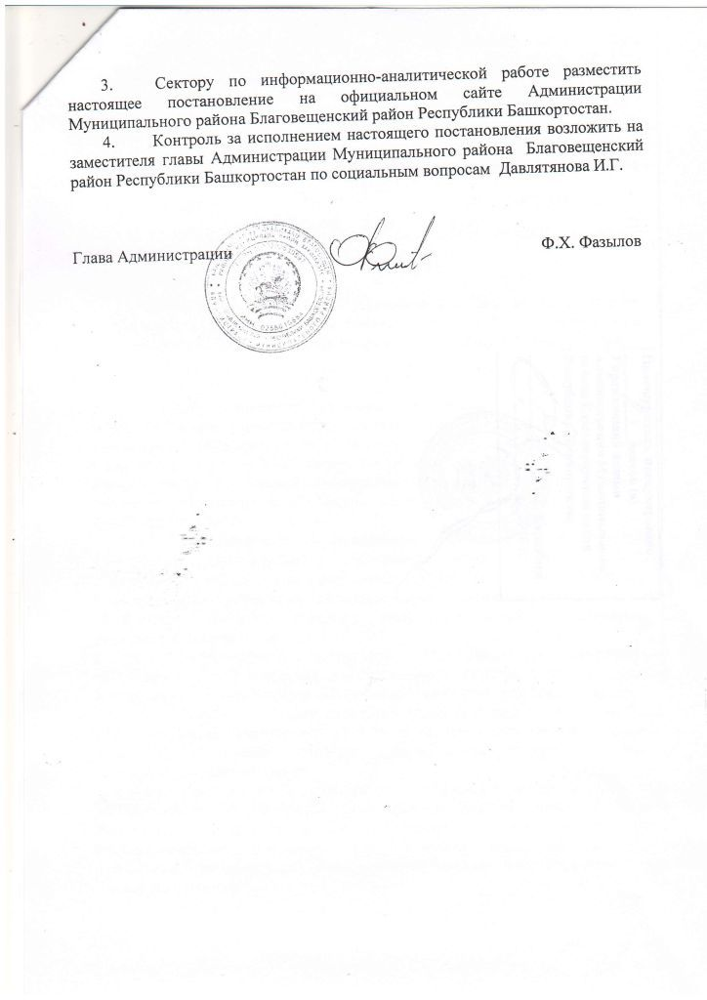 3. Сектору по информационно-аналитической работе разместить
настоящее постановление на официальном сайте Администрации
Муниципального района Благовещенский район Республики Башкортостан.
4. Контроль за исполнением настоящего постановления возложить на
заместителя главы Администрации Муниципального района Благовещенский
район Республики Башкортостан по социальным вопросам Давлятянова И.Г.
Глава Администрации Ф.Х. Фазылов